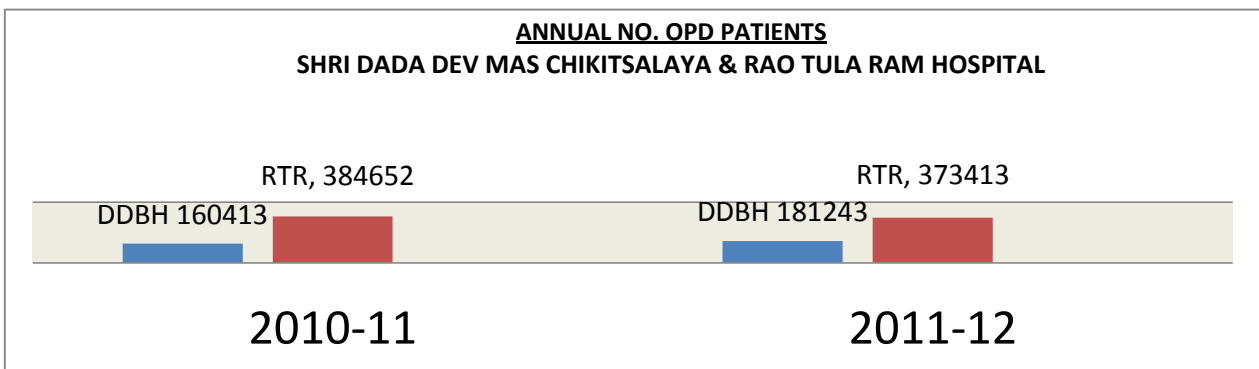 ANNUAL NO. OPD PATIENTS
SHRI DADA DEV MAS CHIKITSALAYA & RAO TULA RAM HOSPITAL
RTR, 384652
RTR, 373413
DDBH 160413
DDBH 181243
2010-11
2011-12